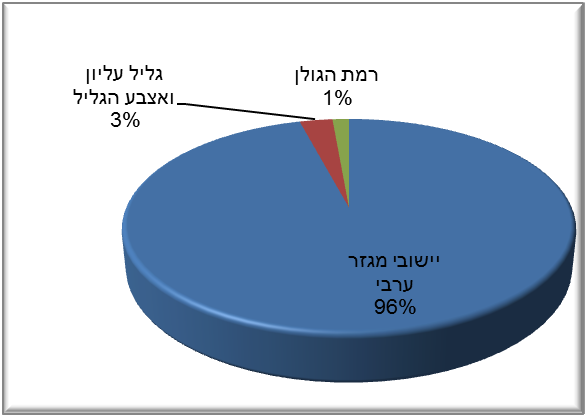 גליל עליון
ואצבע הגליל
3%
רמת הגולן
1%
יישובי מגזר
ערבי
96%